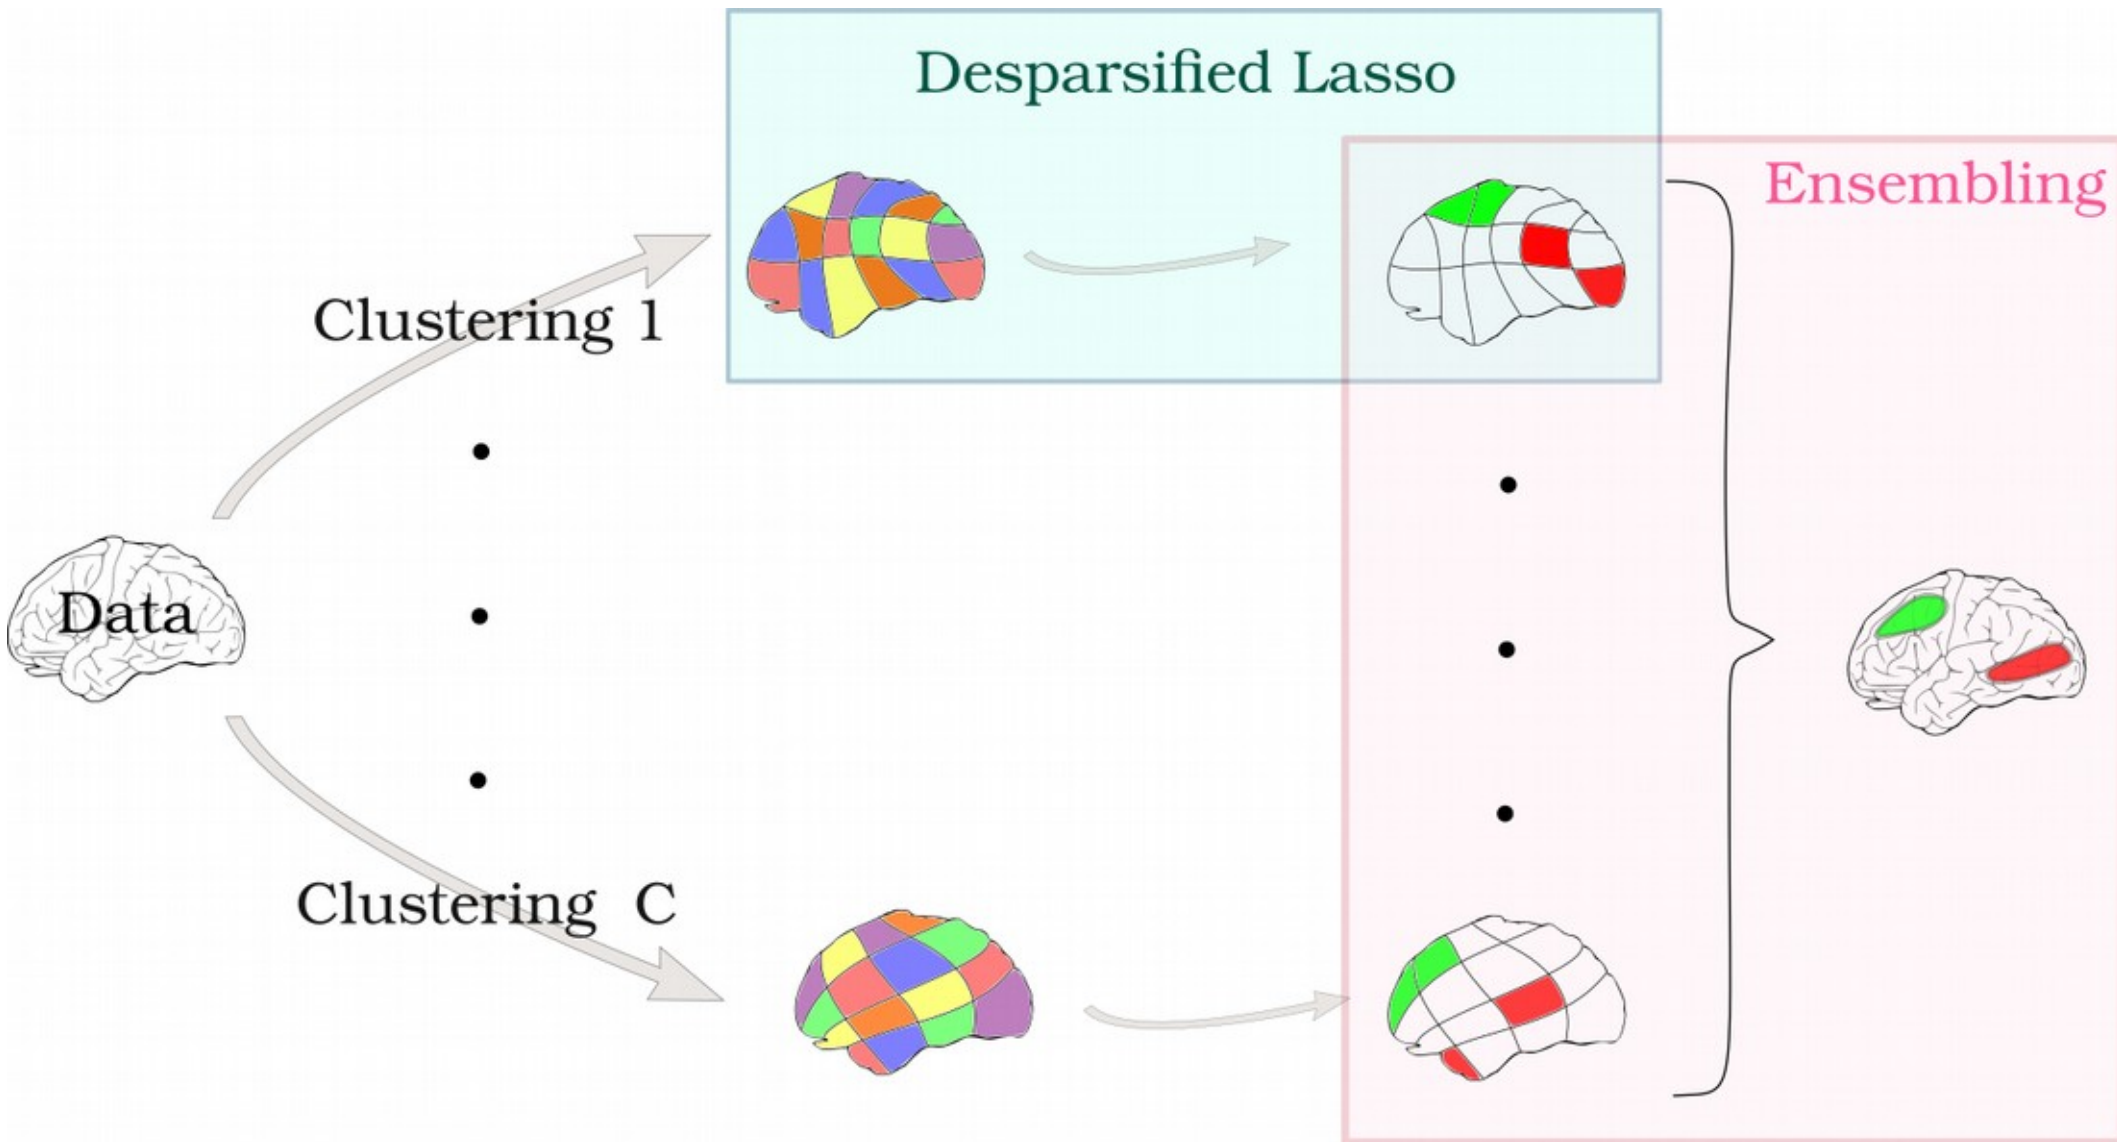 Desparsified Lasso
Ensembling
Clustering 1
Data
Clustering C